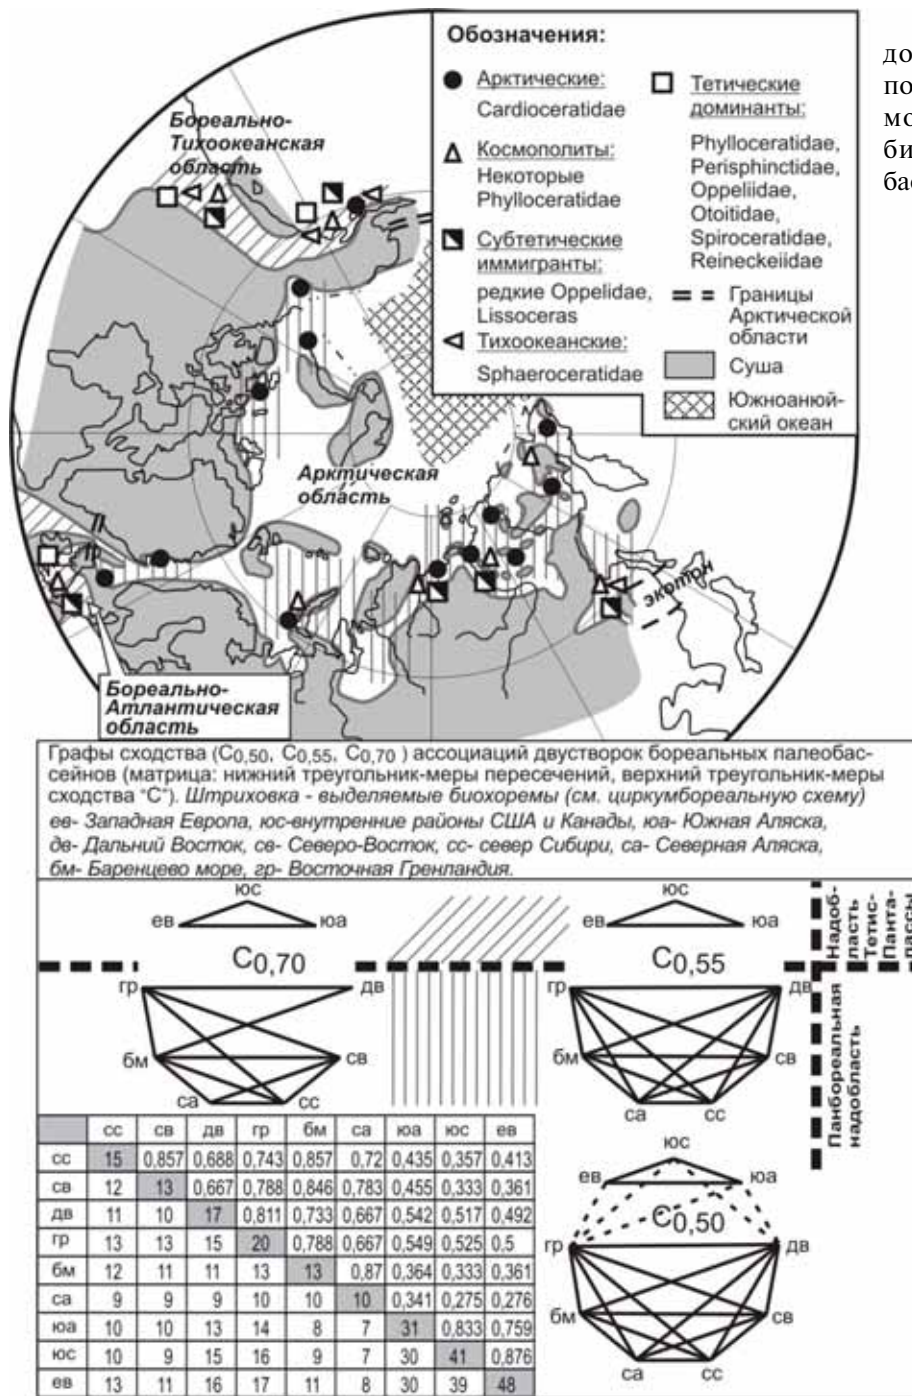 Обозначения:
Арктические:
Cardioceratidae
Космополиты:
Некоторые
Phylloceratidae
Субтетические
иммигранты:
редкие Oppelidae,
Lissoceras
Тихоокеанские:
Sphaeroceratidae
Тетические
доминанты:
Phylloceratidae,
Perisphinctidae,
Oppeliidae,
Otoitidae,
Spiroceratidae,
Reineckeiidae
Границы
Арктической
области
Суша
Южноанюй-
ский океан
до
по
мо
би
бас
Бореально-
Тихоокеанская
область
Арктическая
область
экотон
Бореально-
Атлантическая
область
Графы сходства (C0,50, C0,55, C0,70 ) ассоциаций двустворок бореальных палеобас-
сейнов (матрица: нижний треугольник-меры пересечений, верхний треугольник-меры
сходства "С"). Штриховка - выделяемые биохоремы (см. циркумбореальную схему)
ев- Западная Европа, юс-внутренние районы США и Канады, юа- Южная Аляска,
дв- Дальний Восток, св- Северо-Восток, сс- север Сибири, са- Северная Аляска,
бм- Баренцево море, гр- Восточная Гренландия.
юс
ев юа
C0,70
гр дв
бм св
са сс
юс
ев юа
C0,55
гр дв
бм св
са сс
Надоб-
ласть
Тетис-
Панта-
пассы
Панбореальная
надобласть
юс
ев юа
C0,50
гр дв
бм св
са сс
сс св дв гр бм са юа юс ев
сс 15 0,857 0,688 0,743 0,857 0,72 0,435 0,357 0,413
св 12 13 0,667 0,788 0,846 0,783 0,455 0,333 0,361
дв 11 10 17 0,811 0,733 0,667 0,542 0,517 0,492
гр 13 13 15 20 0,788 0,667 0,549 0,525 0,5
бм 12 11 11 13 13 0,87 0,364 0,333 0,361
са 9 9 9 10 10 10 0,341 0,275 0,276
юа 10 10 13 14 8 7 31 0,833 0,759
юс 10 9 15 16 9 7 30 41 0,876
ев 13 11 16 17 11 8 30 39 48